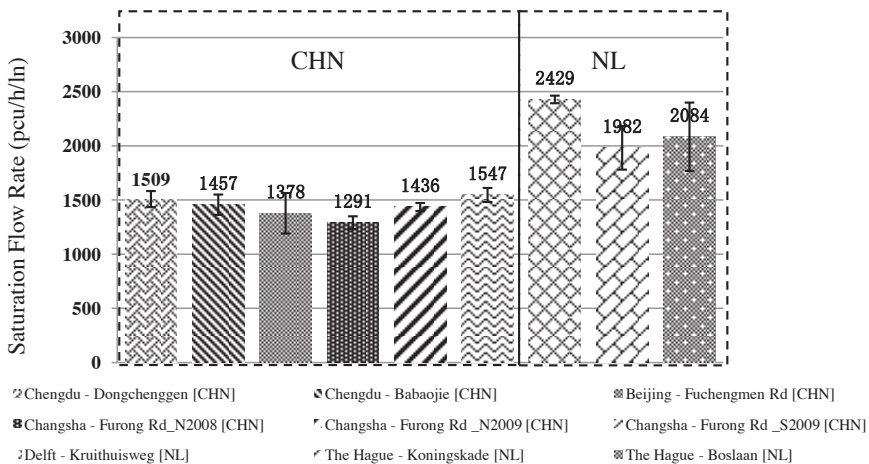 Saturation Flow Rate (pcu/h/ln)
3000
2500
2000
1500
1000
500
0
CHN
NL
1509
1457
1378
1291
1436
1547
2429
1982
2084
Chengdu - Dongchenggen [CHN]
Chengdu - Babaojie [CHN]
Beijing - Fuchengmen Rd [CHN]
Changsha - Furong Rd_N2008 [CHN]
Changsha - Furong Rd _N2009 [CHN]
Changsha - Furong Rd _S2009 [CHN]
Delft - Kruithuisweg [NL]
The Hague - Koningskade [NL]
The Hague - Boslaan [NL]